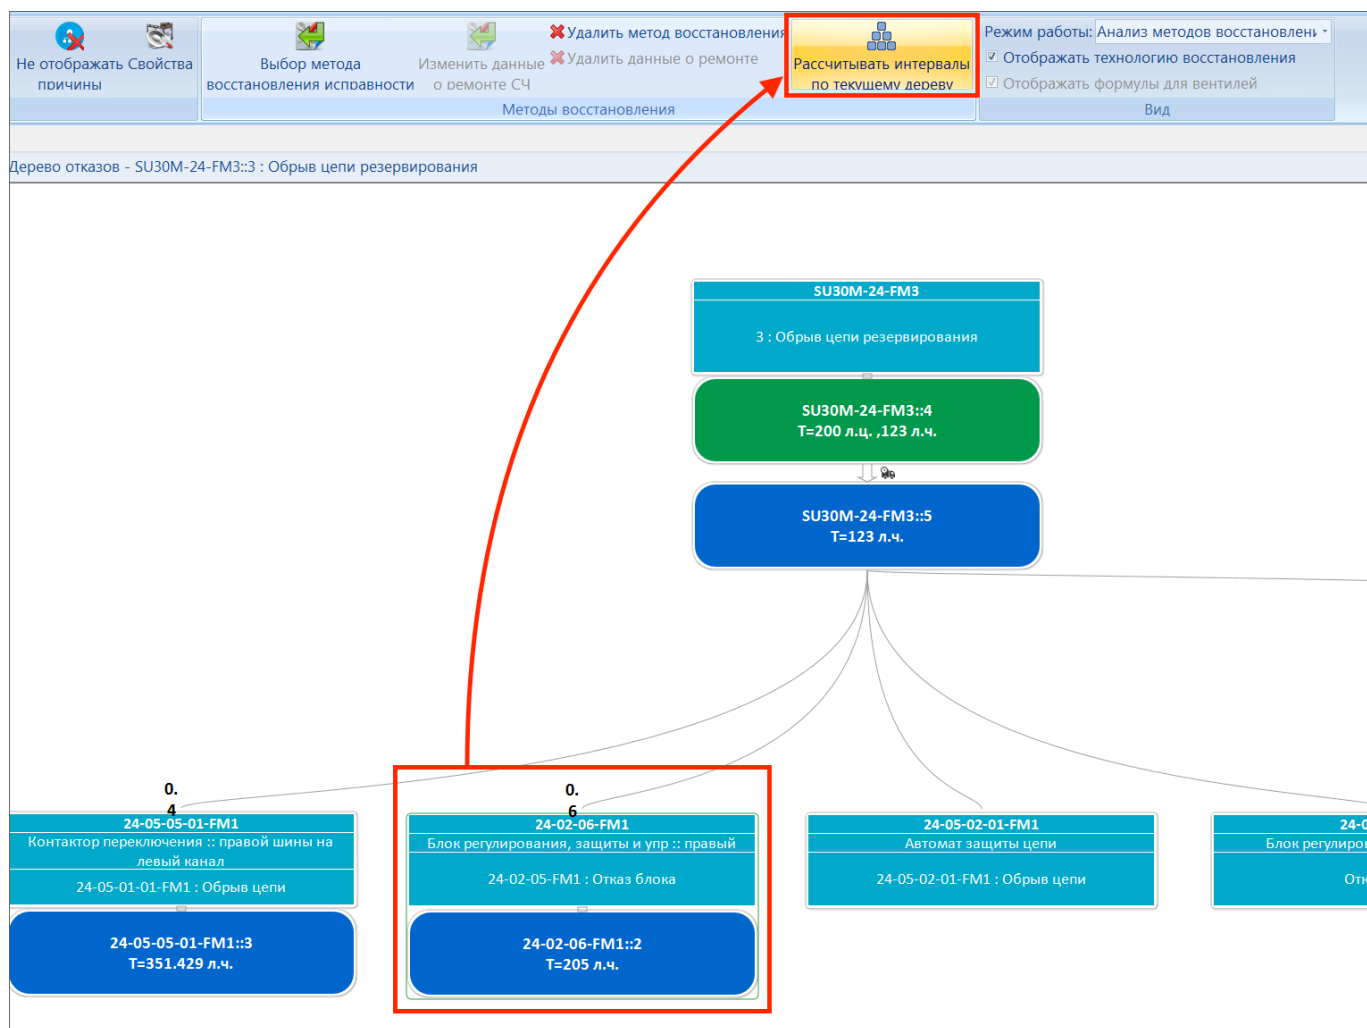 Не отображать причины
Свойства
Выбор метода
восстановления исправности
Изменить данные
о ремонте СЧ
Удалить метод восстановления
Удалить данные о ремонте
Рассчитывать интервалы
по текущему дереву
Методы восстановления
Режим работы: Анализ методов восстановлени
Отображать технологию восстановления
Отображать формулы для вентилей
Вид
Дерево отказов - SU30M-24-FM3::3 : Обрыв цепи резервирования
SU30M-24-FM3
3 : Обрыв цепи резервирования
SU30M-24-FM3::4
T=200 л.ц. ,123 л.ч.
SU30M-24-FM3::5
T=123 л.ч.
0.
4
24-05-05-01-FM1
Контактор переключения :: правой шины на
левый канал
24-05-01-01-FM1 : Обрыв цепи
24-05-05-01-FM1::3
T=351.429 л.ч.
0.
6
24-02-06-FM1
Блок регулирования, защиты и упр :: правый
24-02-05-FM1 : Отказ блока
24-02-06-FM1::2
T=205 л.ч.
24-05-02-01-FM1
Автомат защиты цепи
24-05-02-01-FM1 : Обрыв цепи
24-0
Блок регулиров
Отк